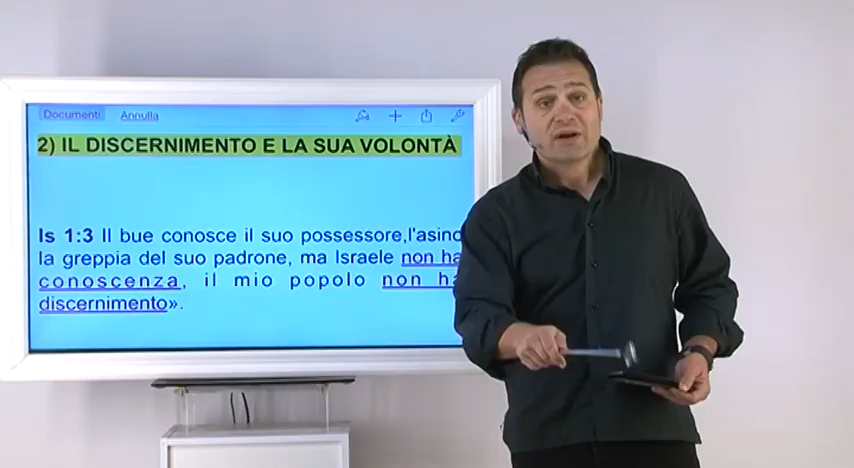 Documenti Annulla
2) IL DISCERNIMENTO E LA SUA VOLONTÀ
Is 1:3 Il bue conosce il suo possessore,l'asino
la greppia del suo padrone, ma Israele non ha
conoscenza, il mio popolo non ha
discernimento».